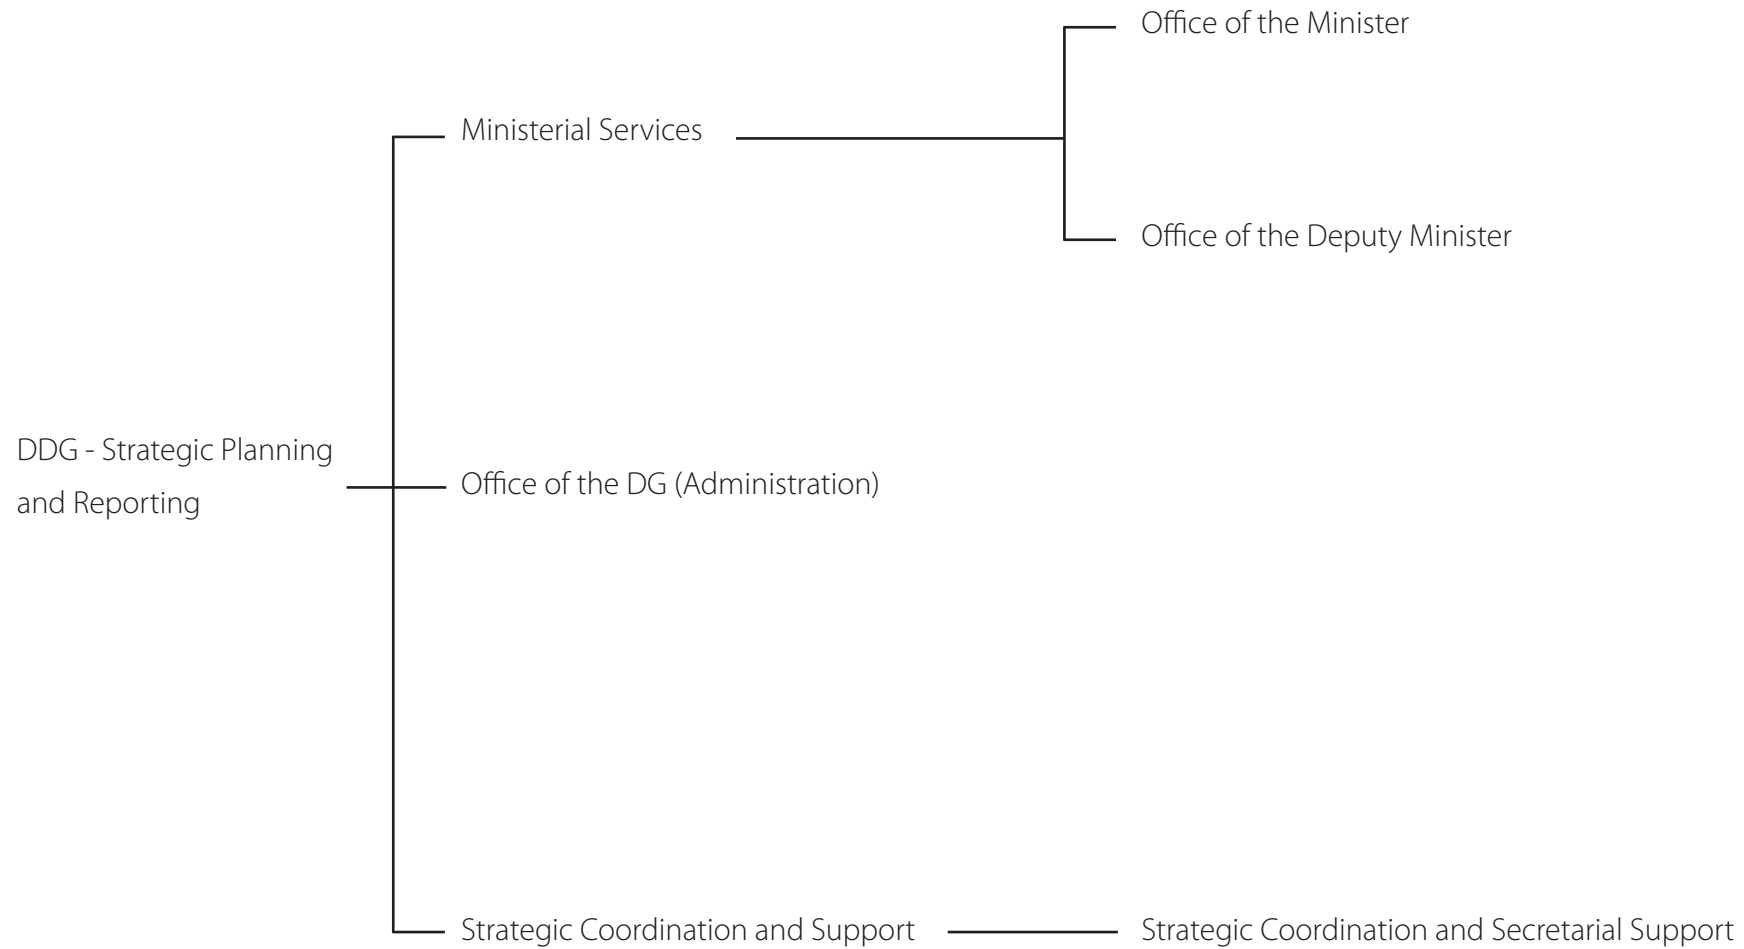 Office of the Minister
Ministerial Services
Office of the Deputy Minister
DDG - Strategic Planning
and Reporting
Office of the DG (Administration)
Strategic Coordination and Support
Strategic Coordination and Secretarial Support